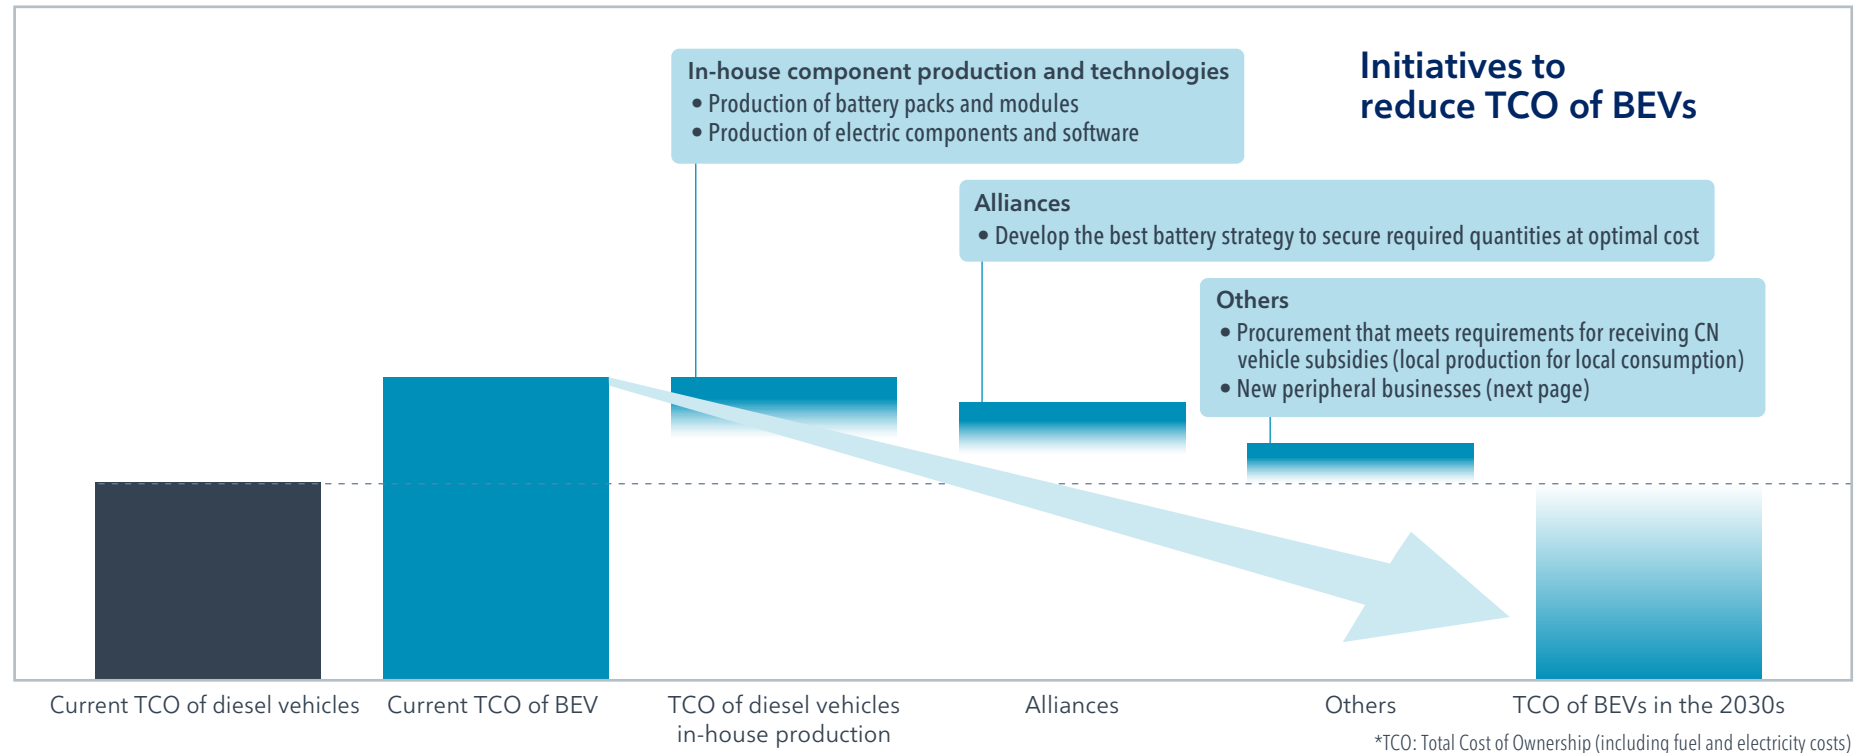 Initiatives to
reduce TCO of BEVs
In-house component production and technologies
• Production of battery packs and modules
• Production of electric components and software
Alliances
• Develop the best battery strategy to secure required quantities at optimal cost
Others
• Procurement that meets requirements for receiving CN
vehicle subsidies (local production for local consumption)
• New peripheral businesses (next page)
Current TCO of diesel vehicles
Current TCO of BEV
TCO of diesel vehicles
in-house production
Alliances
Others
TCO of BEVs in the 2030s
*TCO: Total Cost of Ownership (including fuel and electricity costs)